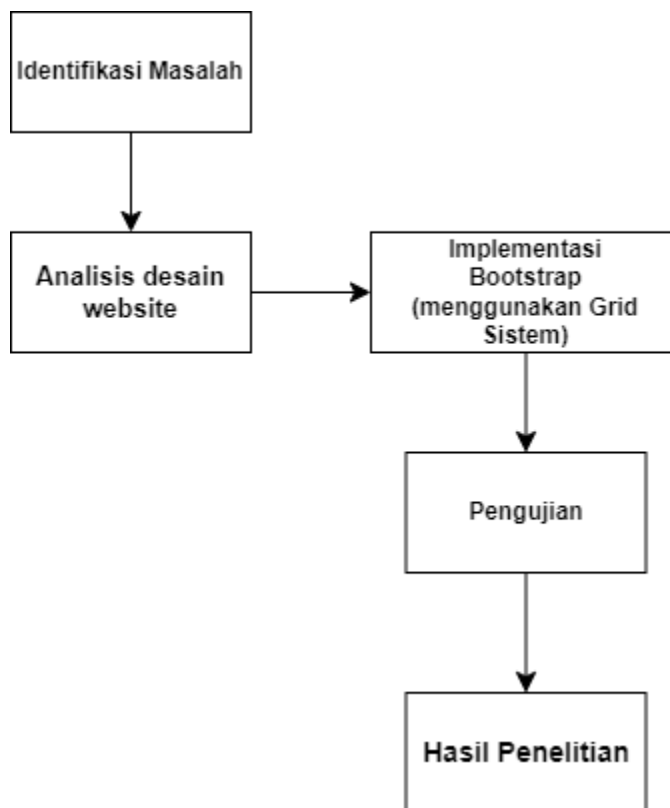 Identifikasi Masalah
Analisis desain
website
Implementasi
Bootstrap
(menggunakan Grid
Sistem)
Pengujian
Hasil Penelitian